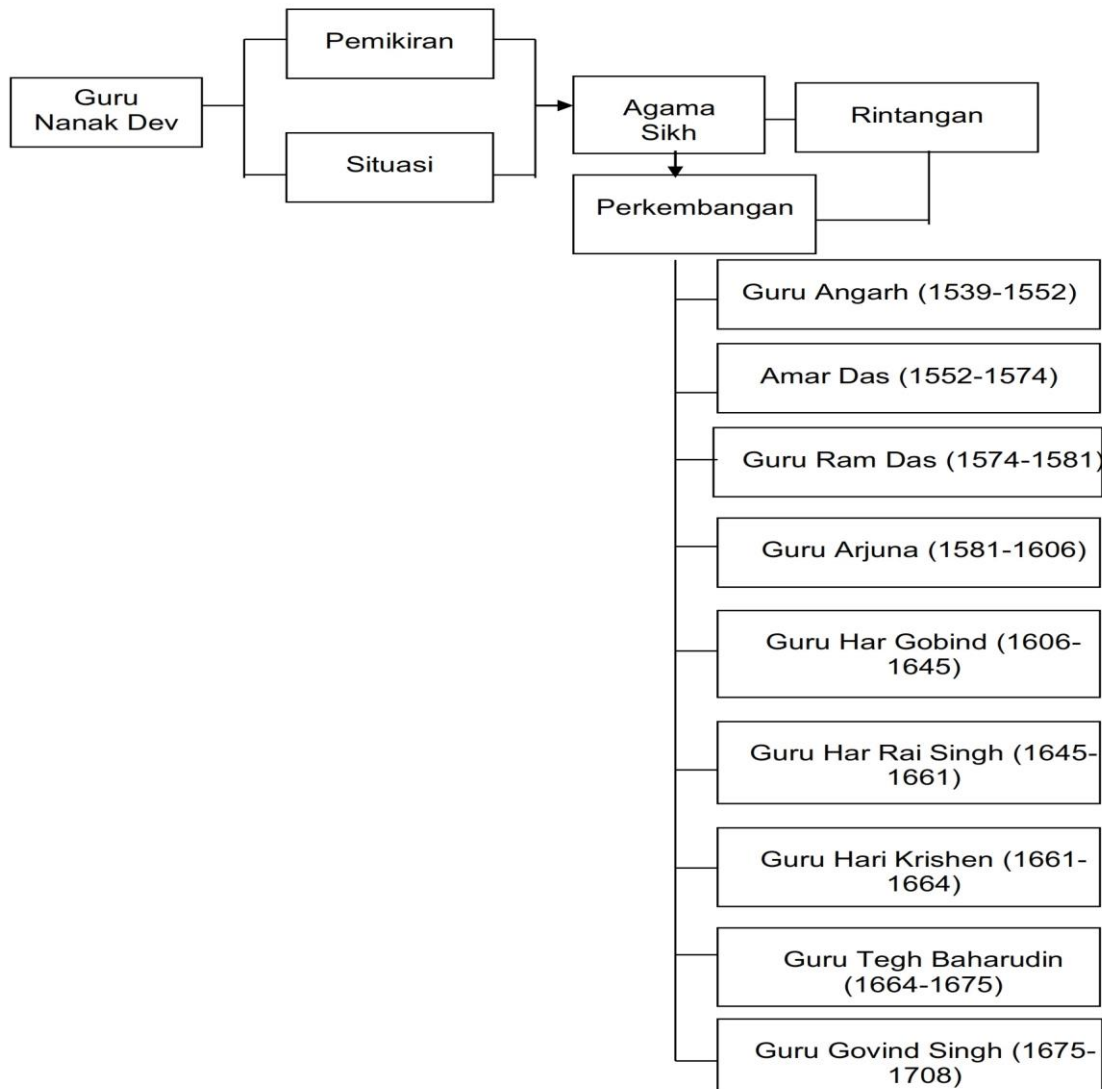 Pemikiran
Guru
Nanak Dev
Situasi
Agama
Sikh
Rintangan
Perkembangan
Guru Angarh (1539-1552)
Amar Das (1552-1574)
Guru Ram Das (1574-1581)
Guru Arjuna (1581-1606)
Guru Har Gobind (1606-
1645)
Guru Har Rai Singh (1645-
1661)
Guru Hari Krishen (1661-
1664)
Guru Tegh Baharudin
(1664-1675)
Guru Govind Singh (1675-
1708)